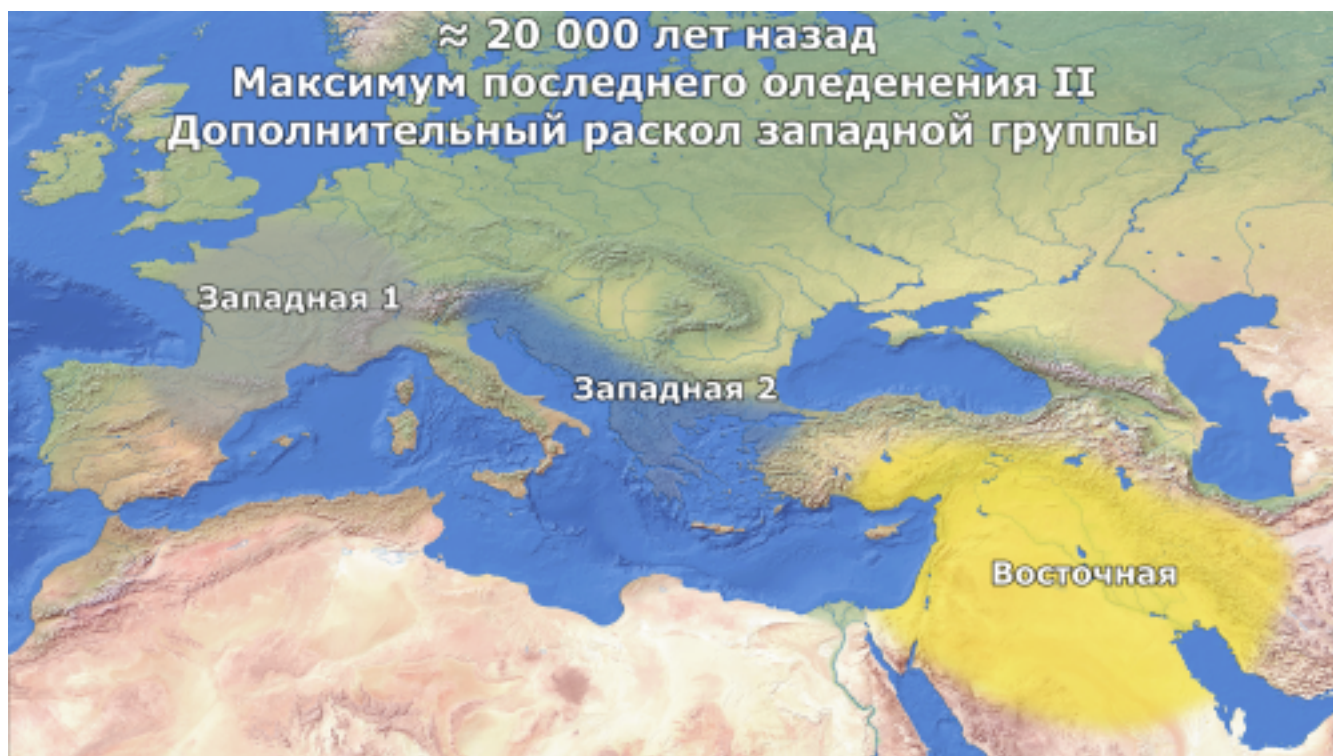 ≈ 20 000 лет назад
Максимум последнего оледенения II
Дополнительный раскол западной группы
Западная 1
Западная 2
Восточная